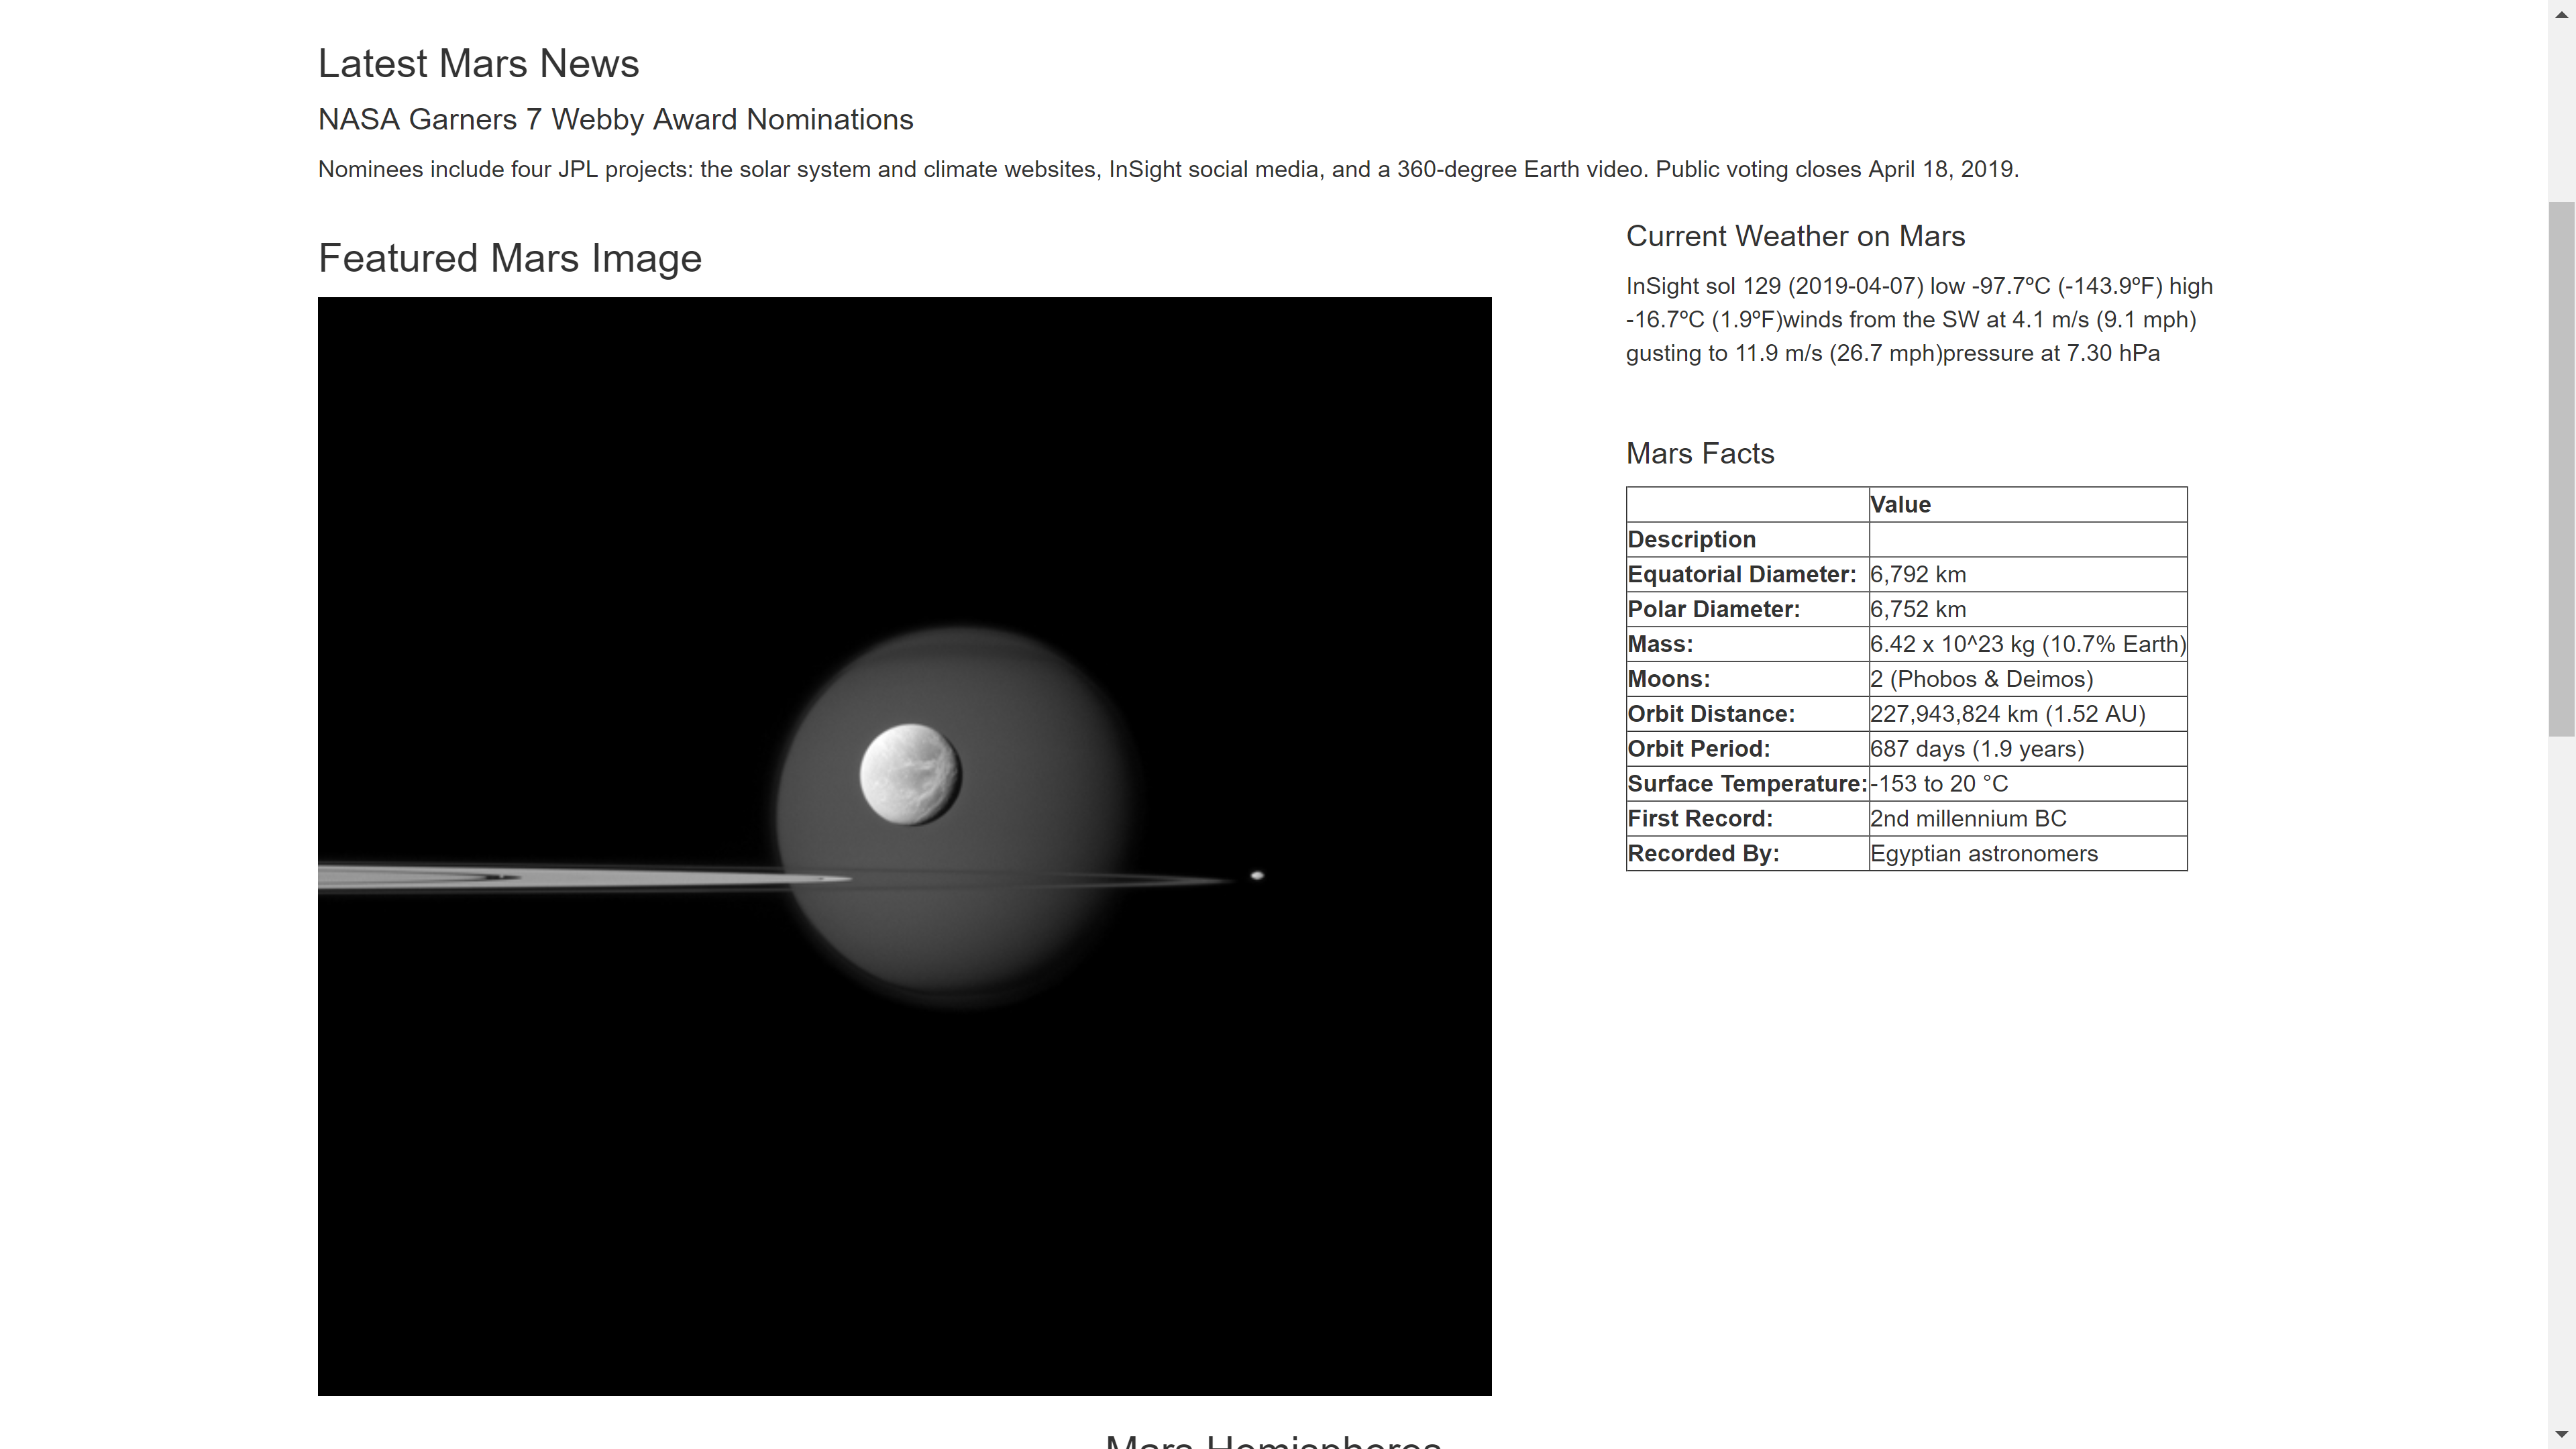 Latest Mars News
NASA Garners 7 Webby Award Nominations
Nominees include four JPL projects: the solar system and climate websites, InSight social media, and a 360-degree Earth video. Public voting closes April 18, 2019.
Featured Mars Image
Current Weather on Mars
InSight sol 129 (2019-04-07) low -97.7ºC (-143.9ºF) high
-16.7ºC (1.9ºF)winds from the SW at 4.1 m/s (9.1 mph)
gusting to 11.9 m/s (26.7 mph)pressure at 7.30 hPa
Mars Facts
Value
Description
Equatorial Diameter: 6,792 km
Polar Diameter: 6,752 km
Mass: 6.42 x 10^23 kg (10.7% Earth)
Moons: 2 (Phobos & Deimos)
Orbit Distance: 227,943,824 km (1.52 AU)
Orbit Period: 687 days (1.9 years)
Surface Temperature: -153 to 20 °C
First Record: 2nd millennium BC
Recorded By: Egyptian astronomers
Mars Hemispheres